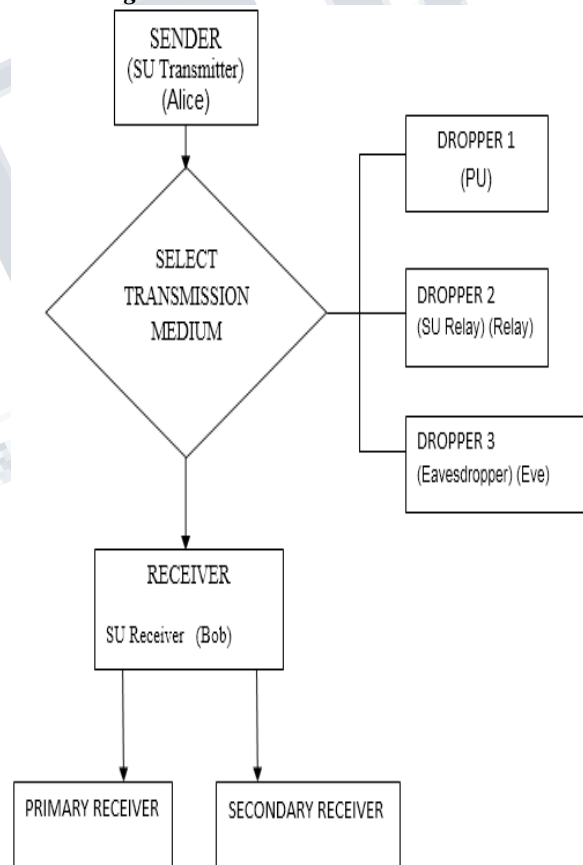 SENDER
(SU Transmitter)
(Alice)
SELECT
TRANSMISSION
MEDIUM
DROPPER 1
(PU)
DROPPER 2
(SU Relay) (Relay)
DROPPER 3
(Eavesdropper) (Eve)
RECEIVER
SU Receiver (Bob)
PRIMARY RECEIVER
SECONDARY RECEIVER